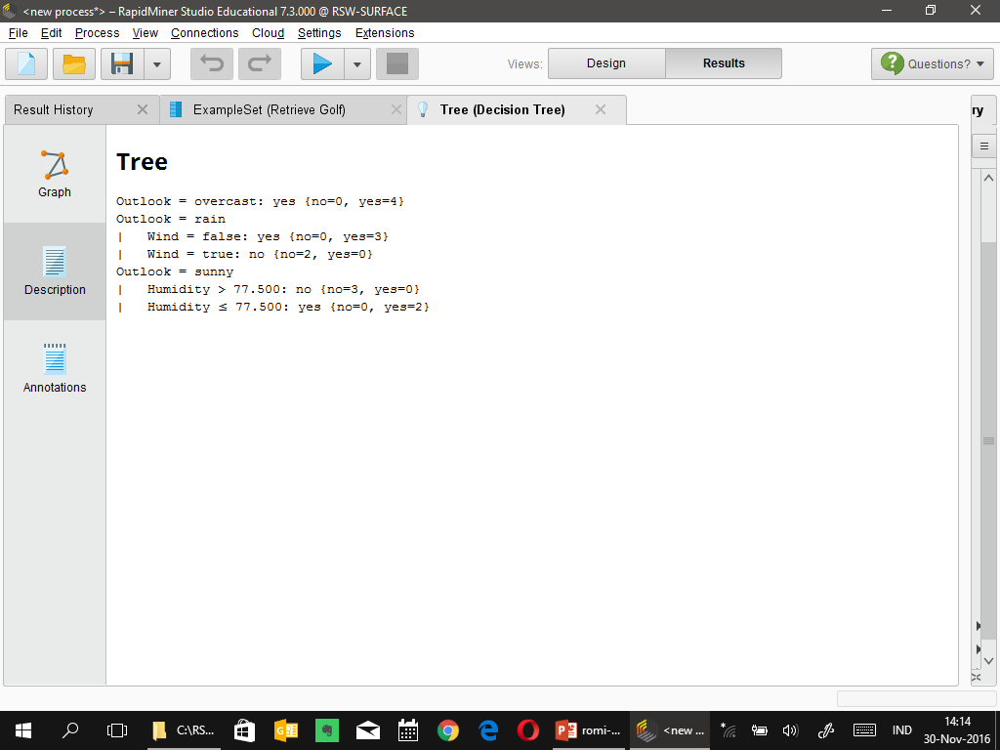 <new process*> – RapidMiner Studio Educational 7.3.000 @ RSW-SURFACE
File Edit Process View Connections Cloud Settings Extensions
Views: Design Results Questions?
Result History ExampleSet (Retrieve Golf) Tree (Decision Tree) ry
Graph
Description
Annotations
Tree
Outlook = overcast: yes {no=0, yes=4}
Outlook = rain
| Wind = false: yes {no=0, yes=3}
| Wind = true: no {no=2, yes=0}
Outlook = sunny
| Humidity > 77.500: no {no=3, yes=0}
| Humidity ≤ 77.500: yes {no=0, yes=2}
C:\RS... romi-... <new ... IND 14:14
30-Nov-2016